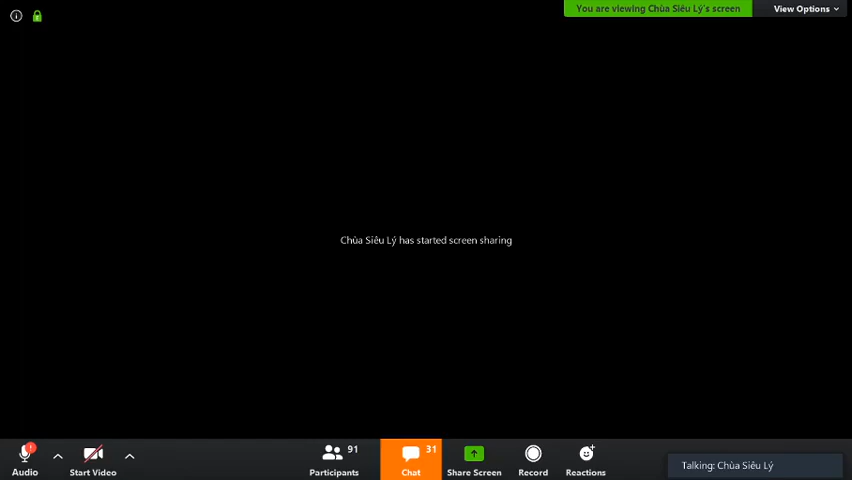 You are viewing Chùa Siêu Lý's screen
View Options
Chùa Siêu Lý has started screen sharing
Audio
Start Video
91
Participants
31
Chat
Share Screen
Record
Reactions
Talking: Chùa Siêu Lý